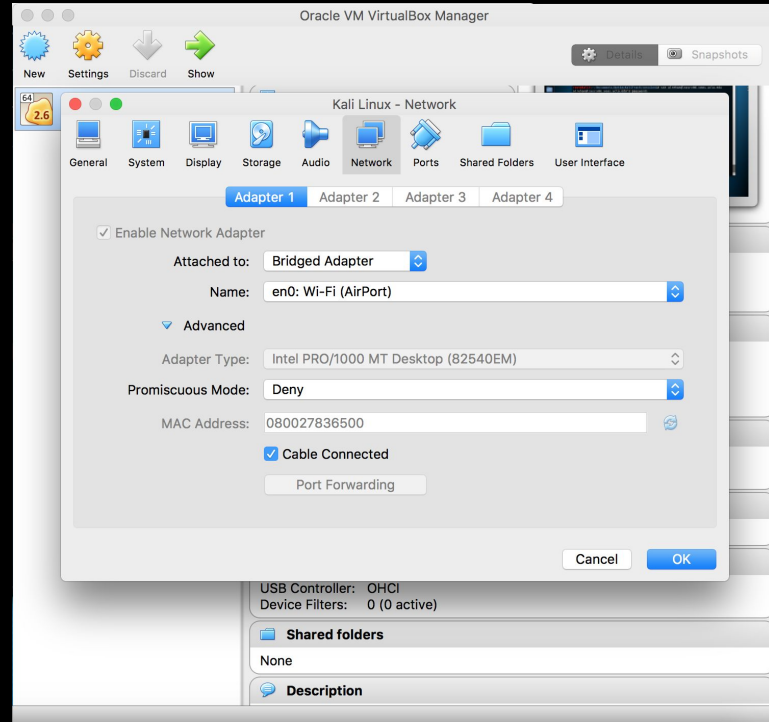 Oracle VM VirtualBox Manager
New Settings Discard Show Details Snapshots
64
2.6
Kali Linux - Network
General System Display Storage Audio Network Ports Shared Folders User Interface
Adapter 1 Adapter 2 Adapter 3 Adapter 4
Enable Network Adapter
Attached to: Bridged Adapter
Name: en0: Wi-Fi (AirPort)
Advanced
Adapter Type: Intel PRO/1000 MT Desktop (82540EM)
Promiscuous Mode: Deny
MAC Address: 080027836500
Cable Connected
Port Forwarding
Cancel OK
USB Controller: OHCI
Device Filters: 0 (0 active)
Shared folders
None
Description